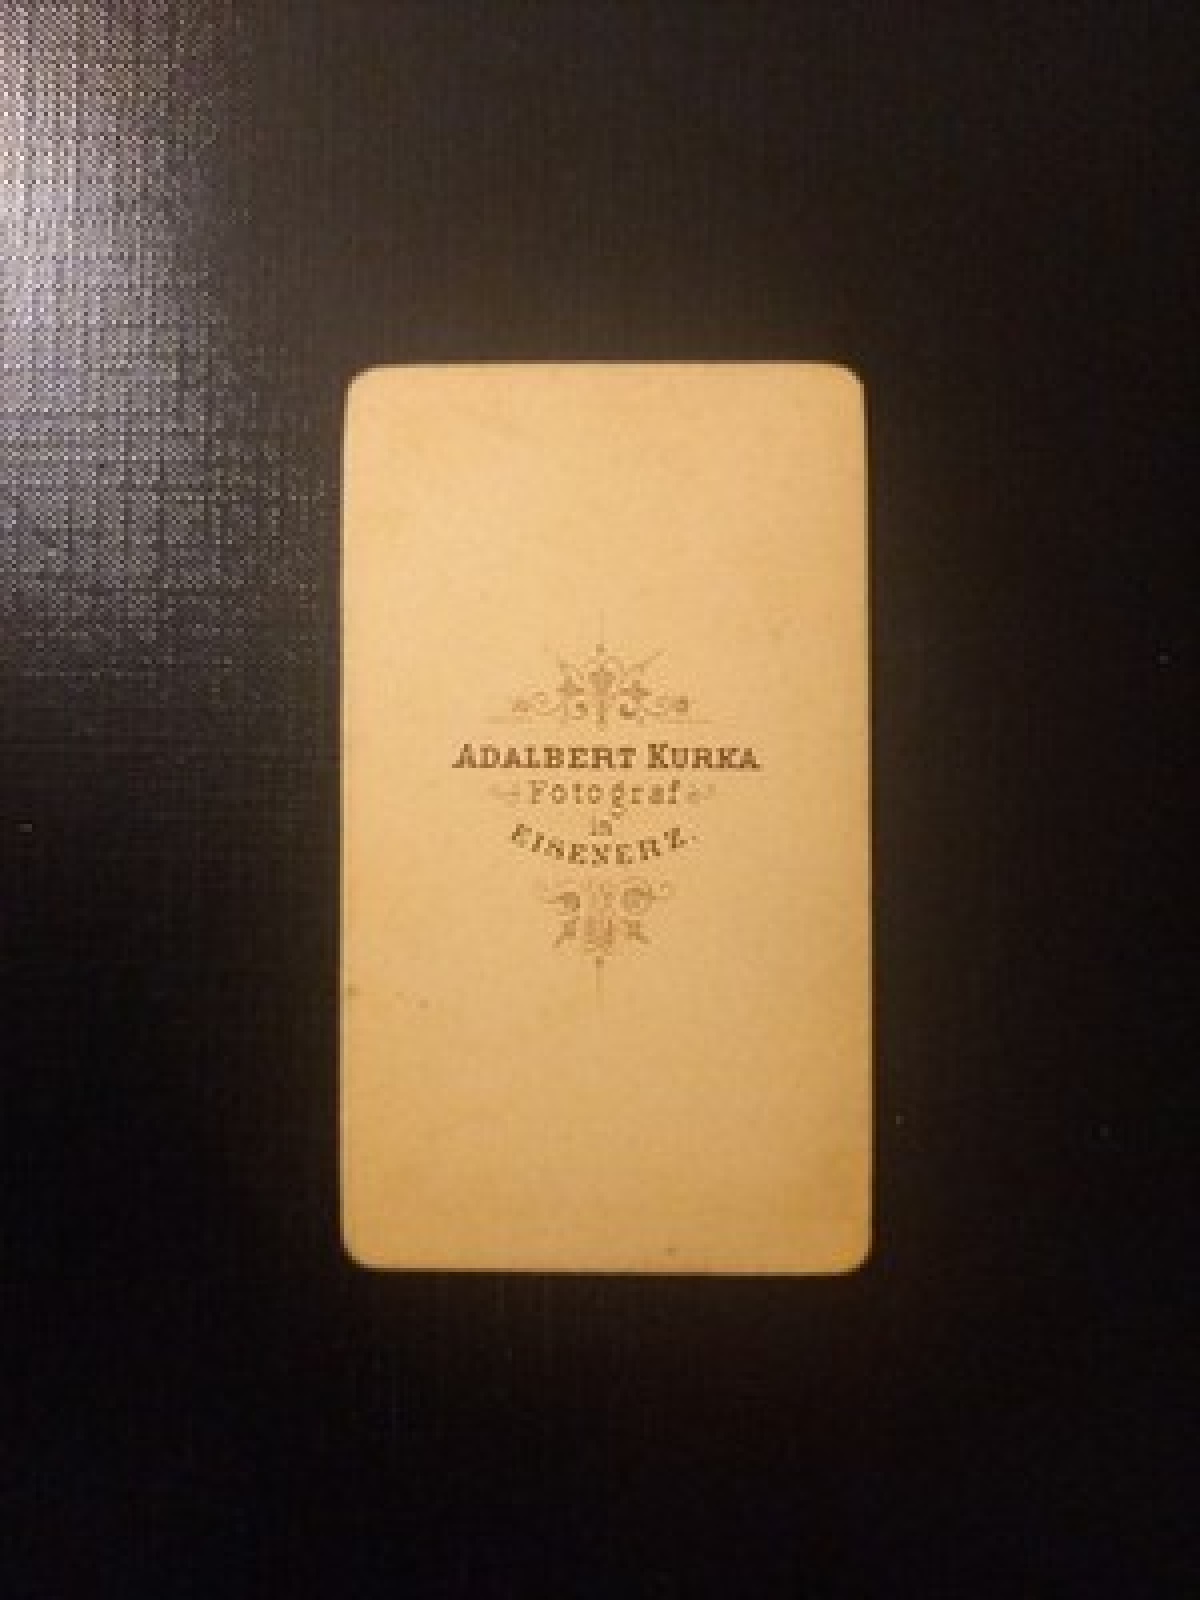 ADALBERT KURKA
Fotograf
in
EISENERZ.